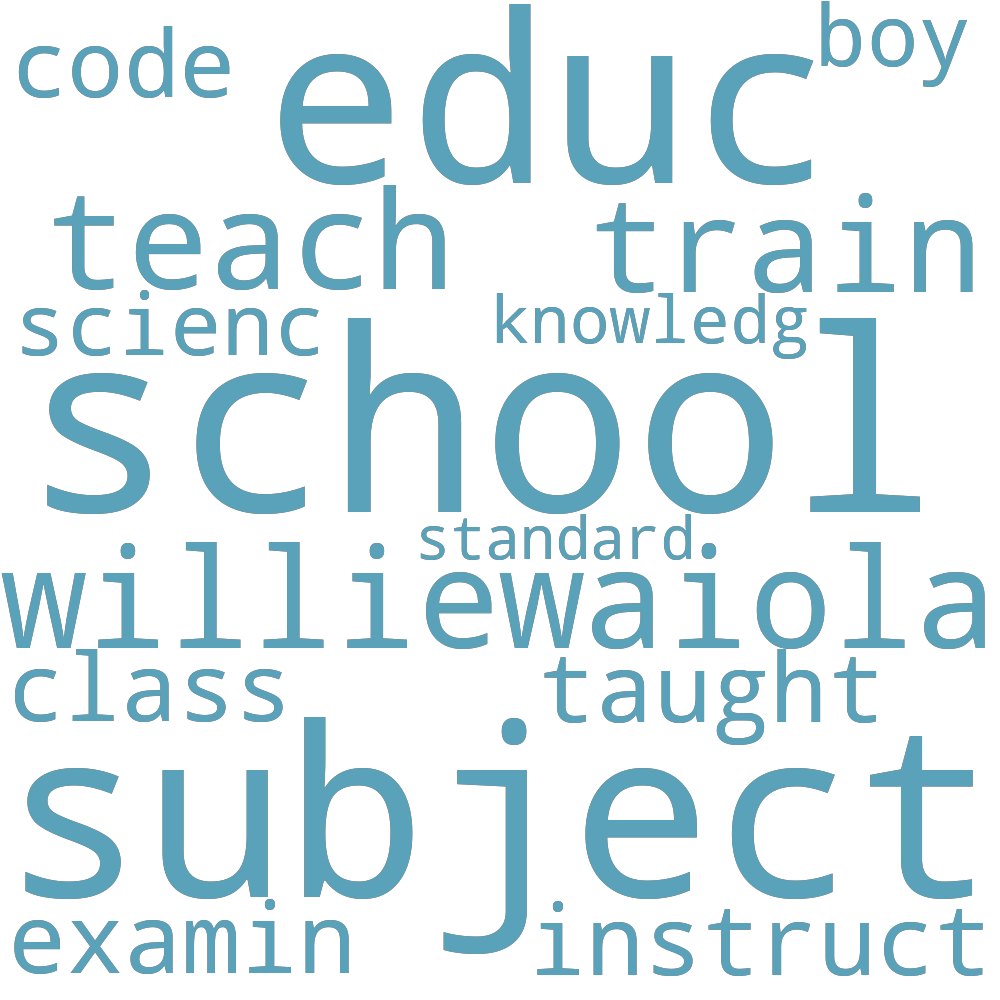 code educ boy
teach train
scienc knowledg
school
standard
williewaiola
class taught
subject
examin instruct